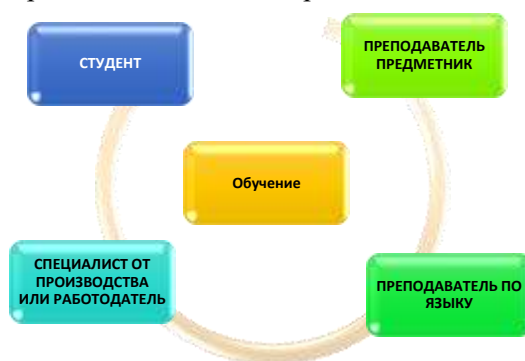 СТУДЕНТ
ПРЕПОДАВАТЕЛЬ
ПРЕДМЕТНИК
Обучение
СПЕЦИАЛИСТ ОТ
ПРОИЗВОДСТВА
ИЛИ РАБОТОДАТЕЛЬ
ПРЕПОДАВАТЕЛЬ ПО
ЯЗЫКУ